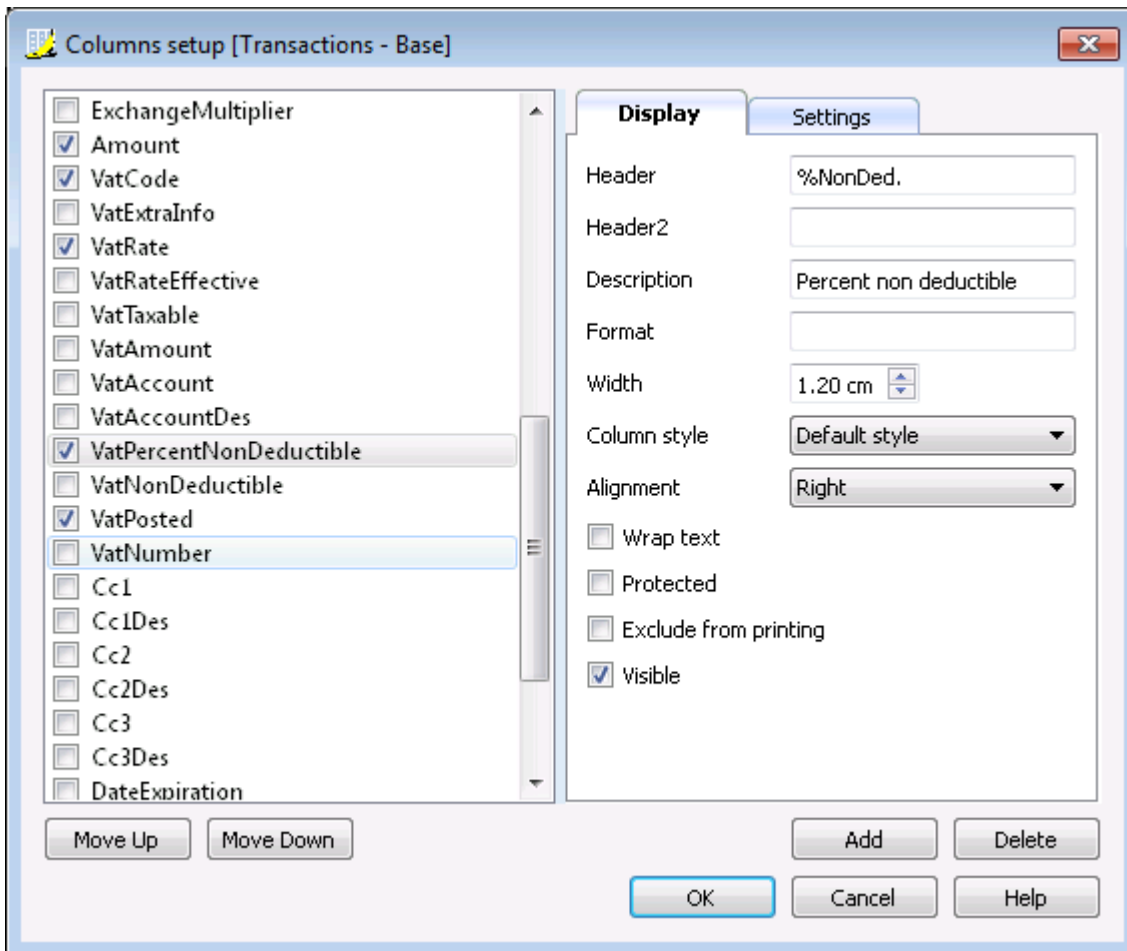 Columns setup [Transactions - Base]
ExchangeMultiplier
Amount
VatCode
VatExtraInfo
VatRate
VatRateEffective
VatTaxable
VatAmount
VatAccount
VatAccountDes
VatPercentNonDeductible
VatNonDeductible
VatPosted
VatNumber
Cc1
Cc1Des
Cc2
Cc2Des
Cc3
Cc3Des
DateExpiration
Move Up Move Down
Display Settings
Header %NonDed.
Header2
Description Percent non deductible
Format
Width 1.20 cm
Column style Default style
Alignment Right
Wrap text
Protected
Exclude from printing
Visible
Add Delete
OK Cancel Help